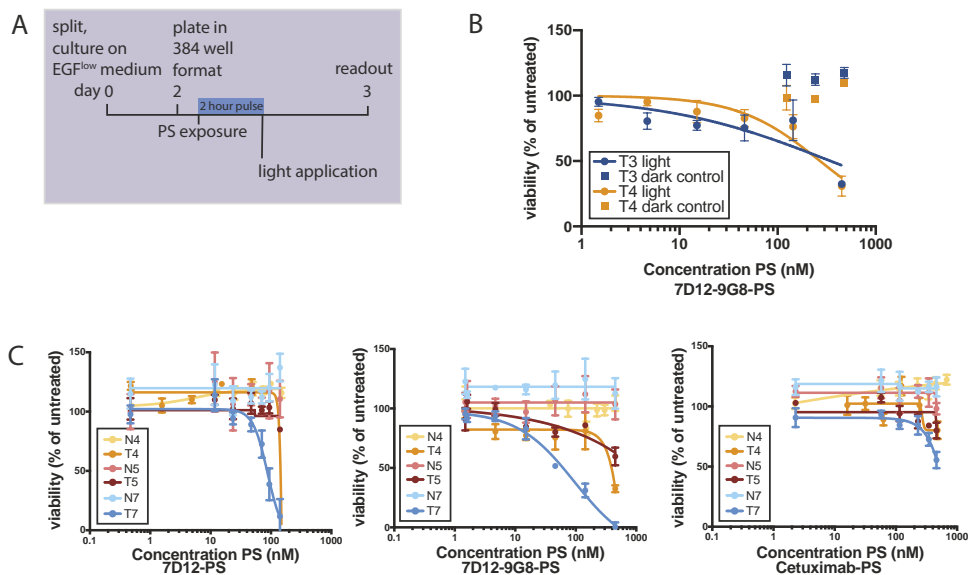 A
split,
culture on
EGFlow medium
plate in
384 well
format
readout
day 0
2
3
2 hour pulse
PS exposure
light application
B
viability (% of untreated)
150
100
50
0
T3 light
T3 dark control
T4 light
T4 dark control
1
10
100
1000
Concentration PS (nM)
7D12-9G8-PS
C
viability (% of untreated)
150
100
50
0
N4
T4
N5
T5
N7
T7
0.1
1
10
100
1000
Concentration PS (nM)
7D12-PS
viability (% of untreated)
150
100
50
0
N4
T4
N5
T5
N7
T7
0.1
1
10
100
1000
Concentration PS (nM)
7D12-9G8-PS
viability (% of untreated)
150
100
50
0
N4
T4
N5
T5
N7
T7
0.1
1
10
100
1000
Concentration PS (nM)
Cetuximab-PS